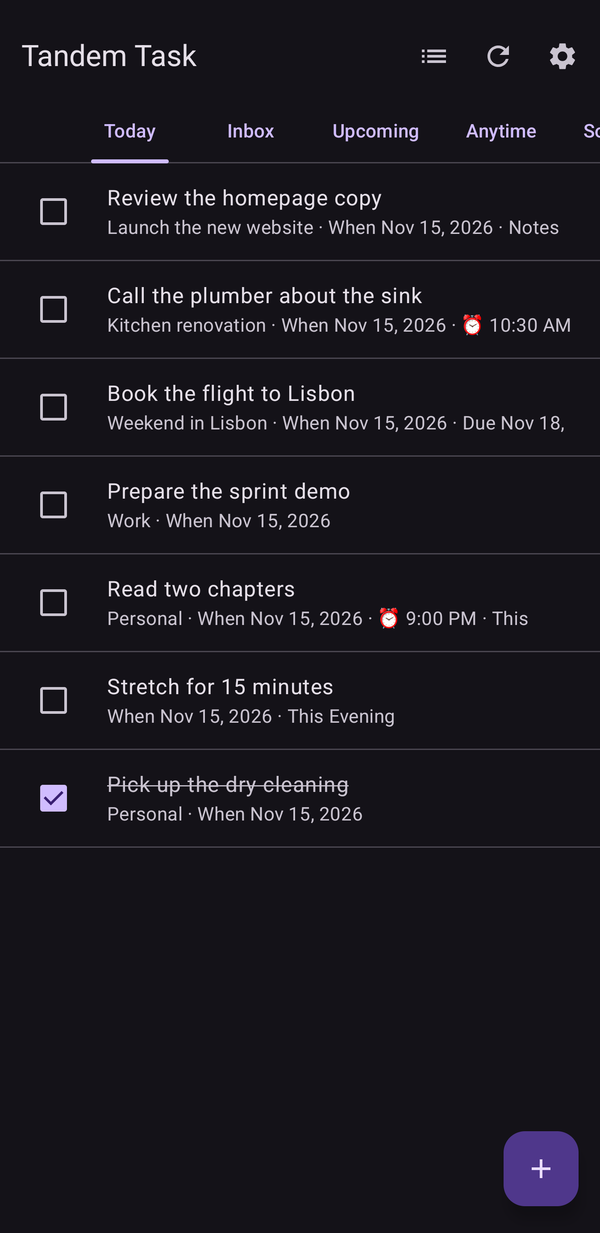 Tandem Task
Today Inbox Upcoming Anytime So
Review the homepage copy
Launch the new website · When Nov 15, 2026 · Notes
Call the plumber about the sink
Kitchen renovation · When Nov 15, 2026 · ⏰ 10:30 AM
Book the flight to Lisbon
Weekend in Lisbon · When Nov 15, 2026 · Due Nov 18,
Prepare the sprint demo
Work · When Nov 15, 2026
Read two chapters
Personal · When Nov 15, 2026 · ⏰ 9:00 PM · This
Stretch for 15 minutes
When Nov 15, 2026 · This Evening
Pick up the dry cleaning
Personal · When Nov 15, 2026